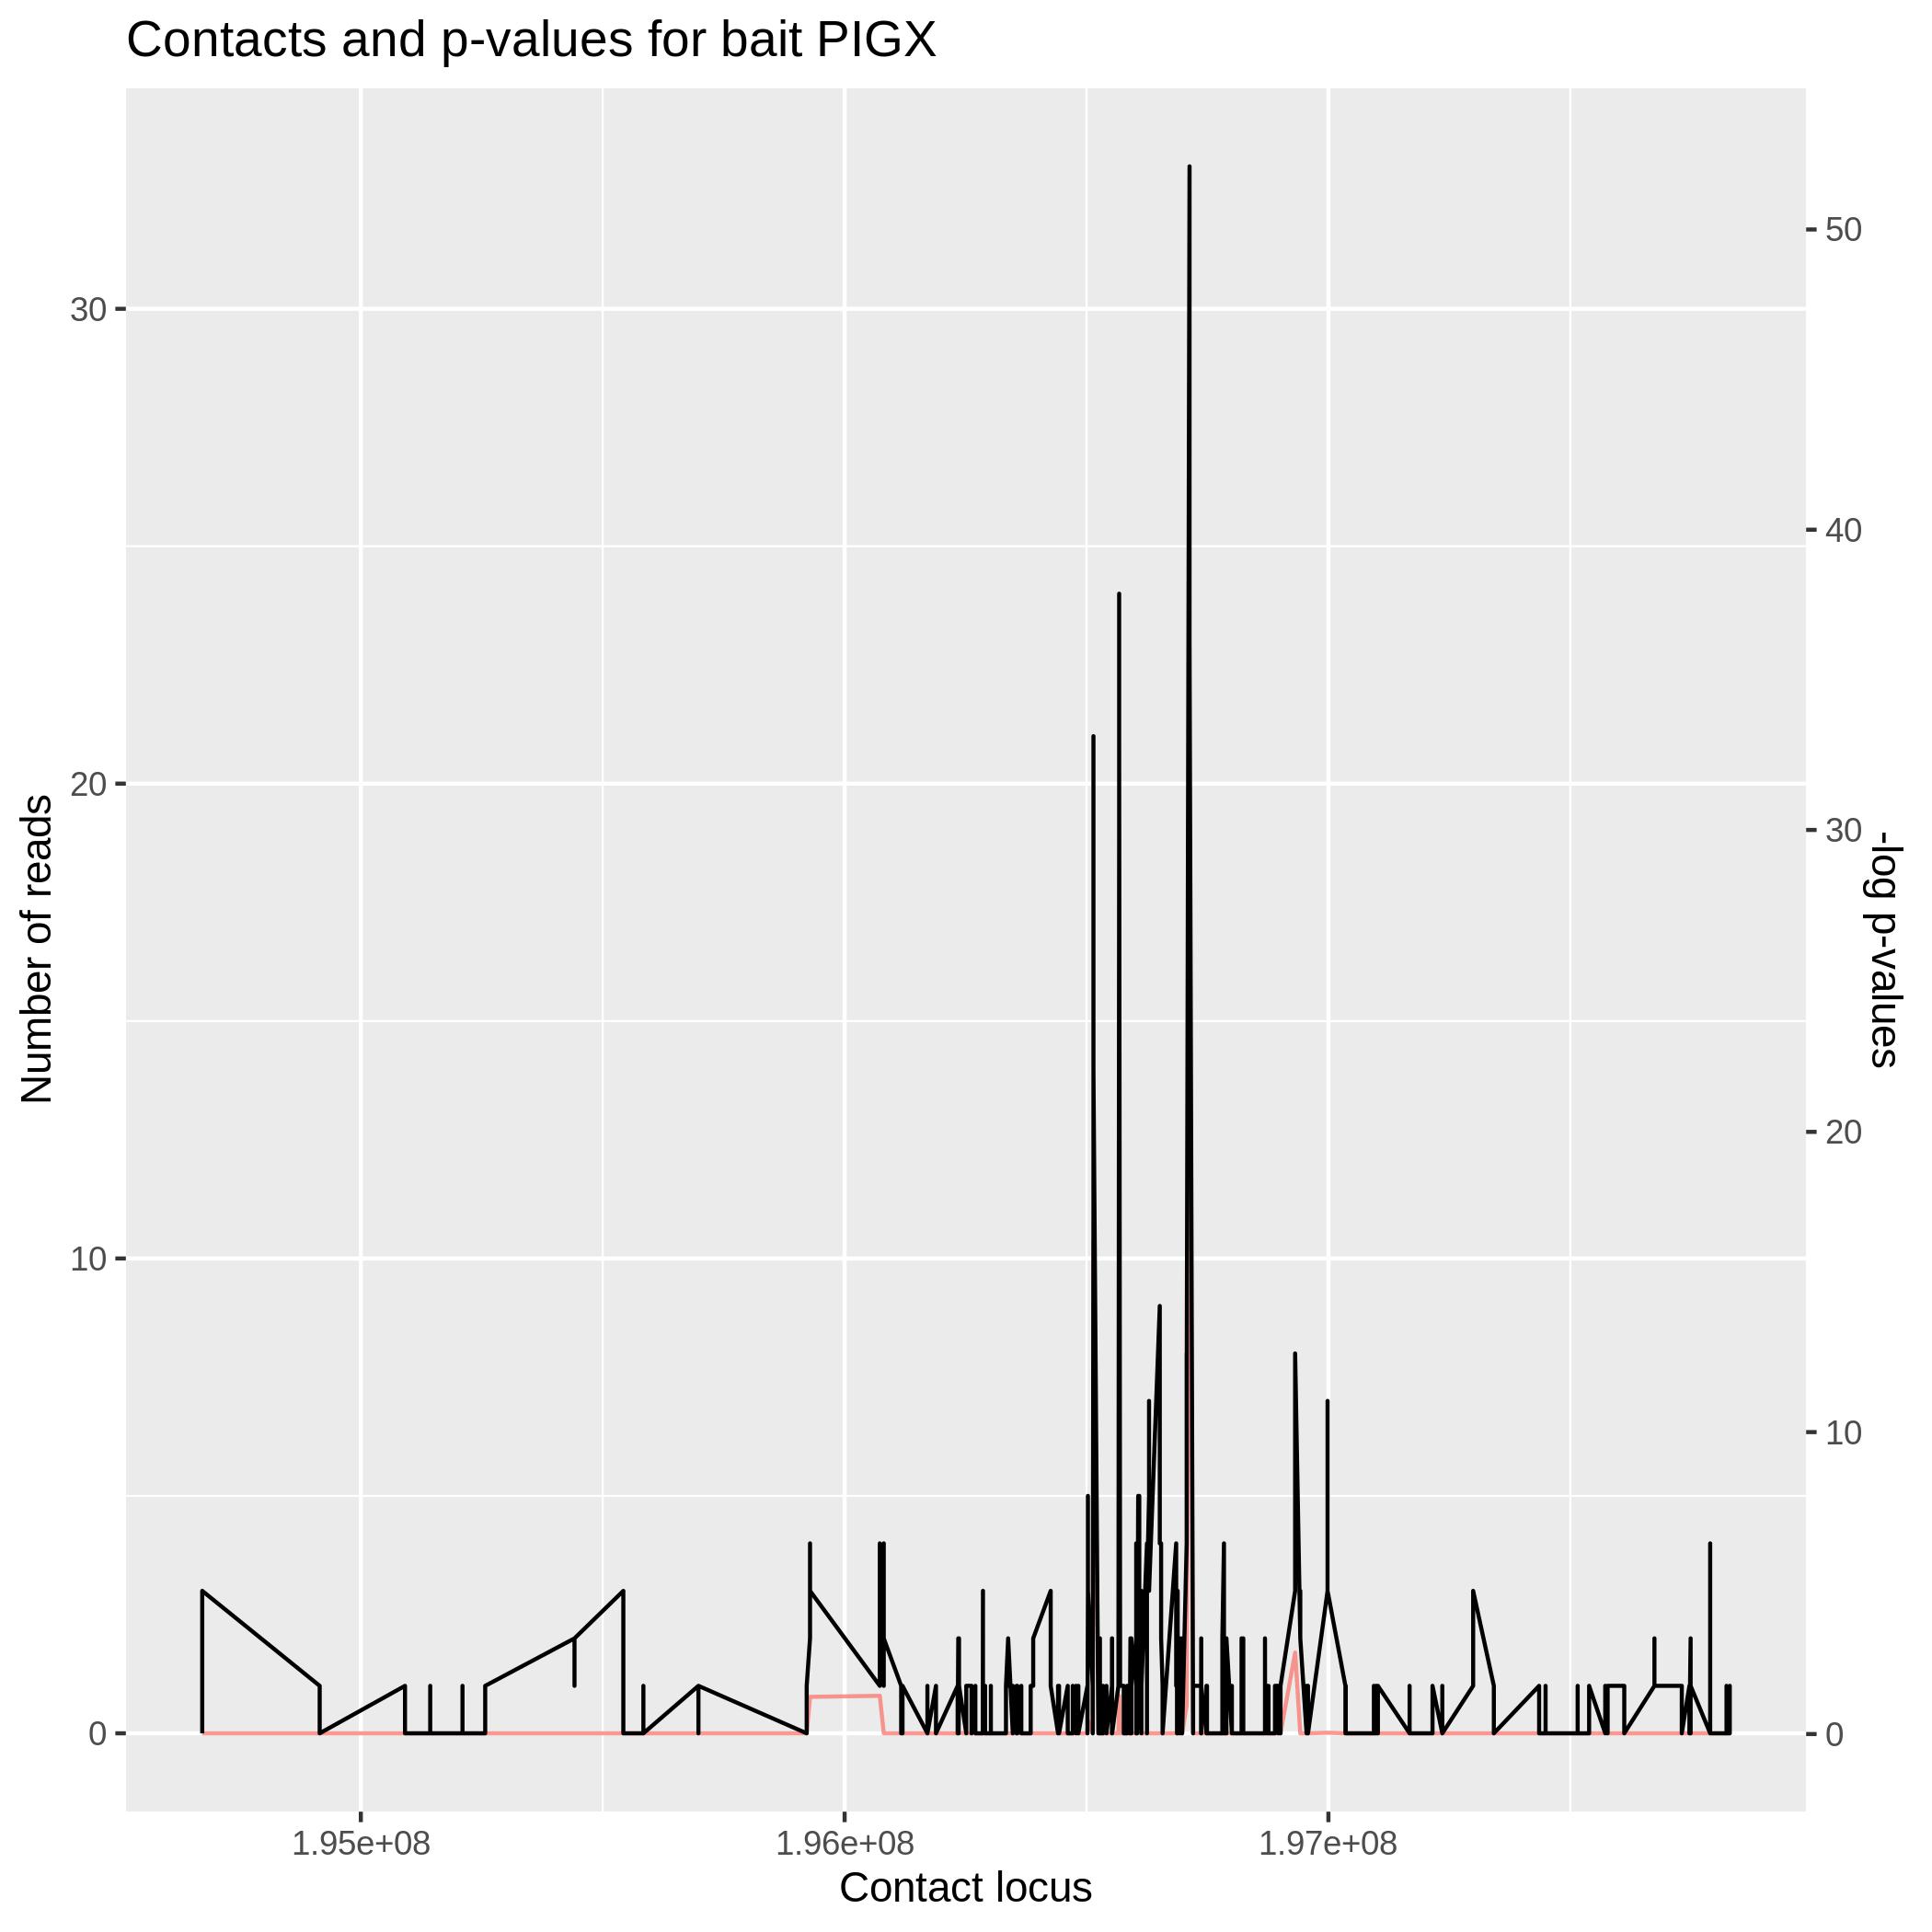 Contacts and p-values for bait PIGX
30
20
10
0
Number of reads
50
40
30
20
10
0
-log p-values
1.95e+08
1.96e+08
1.97e+08
Contact locus